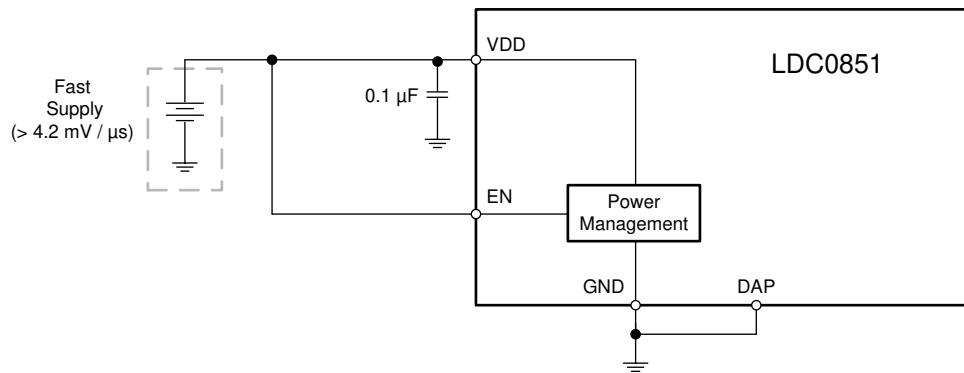 VDD
LDC0851
Fast
Supply
(> 4.2 mV / µs)
0.1 µF
EN
Power
Management
GND
DAP